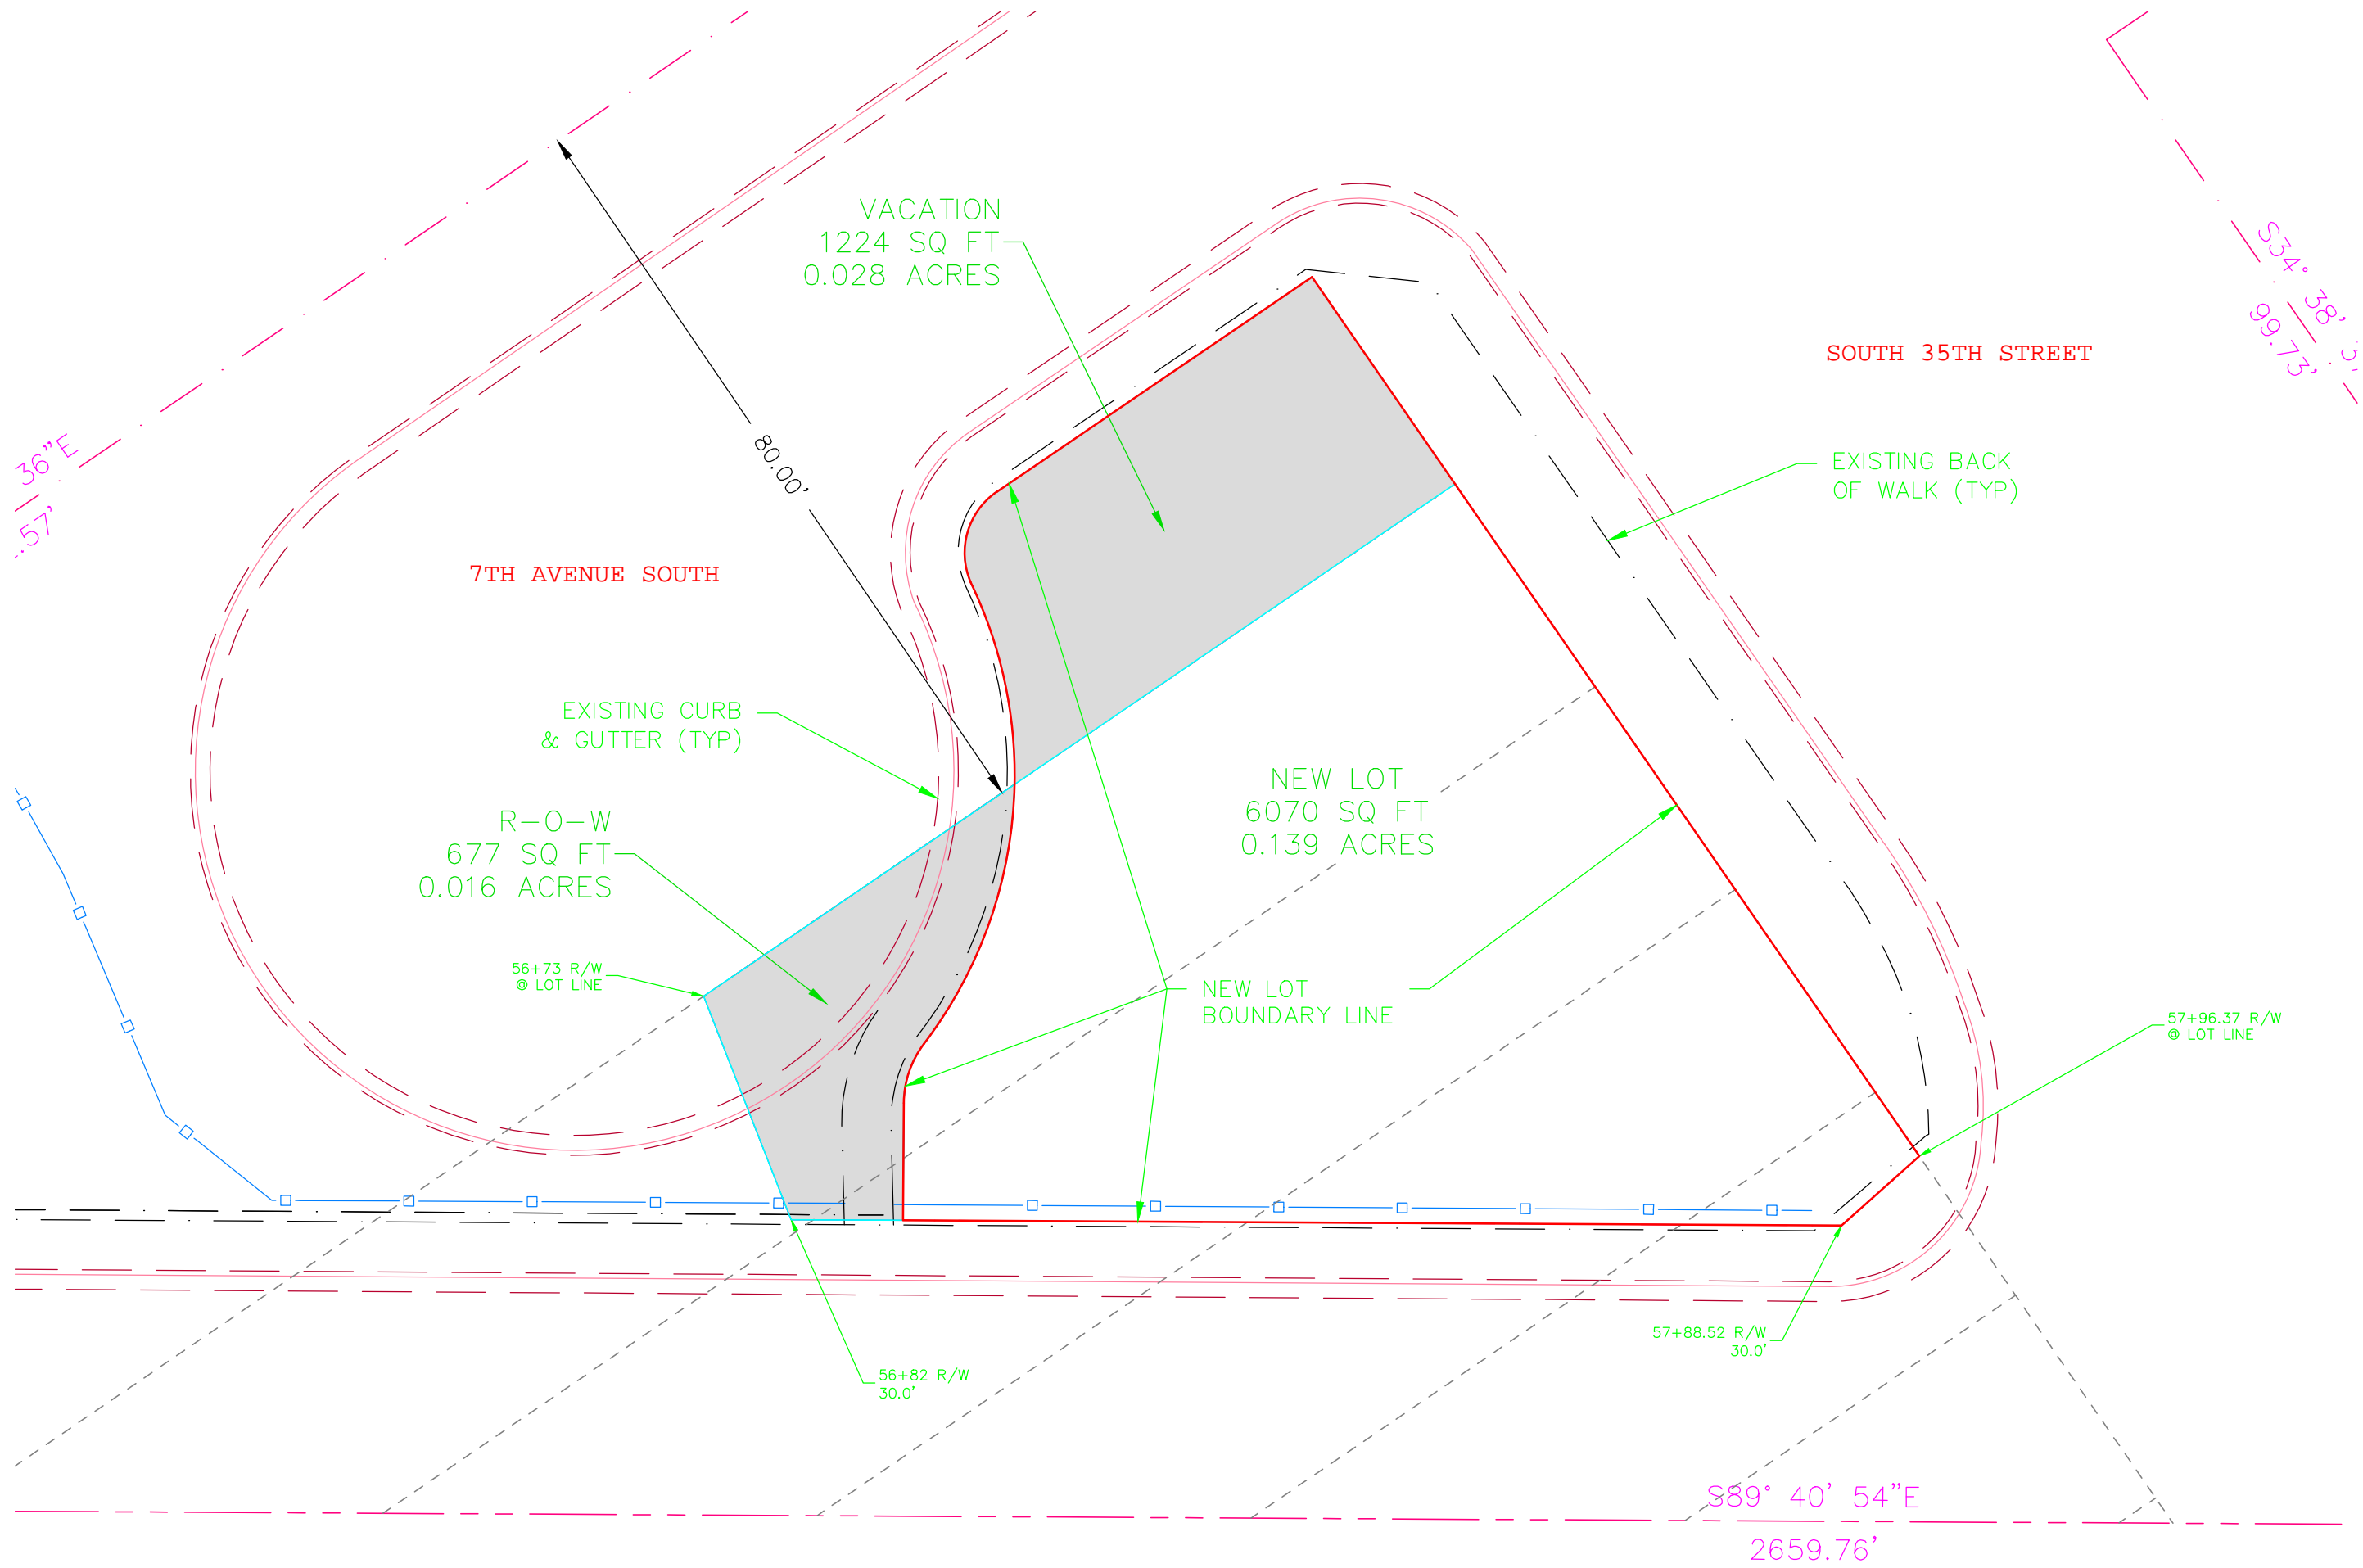 VACATION
1224 SQ FT
0.028 ACRES
S34° 38'
99.73'
SOUTH 35TH STREET
36"E
.57'
80.00'
EXISTING BACK
OF WALK (TYP)
7TH AVENUE SOUTH
EXISTING CURB
& GUTTER (TYP)
NEW LOT
6070 SQ FT
0.139 ACRES
R-O-W
677 SQ FT
0.016 ACRES
56+73 R/W
@ LOT LINE
NEW LOT
BOUNDARY LINE
57+96.37 R/W
@ LOT LINE
57+88.52 R/W
30.0'
56+82 R/W
30.0'
S89° 40' 54"E
2659.76'